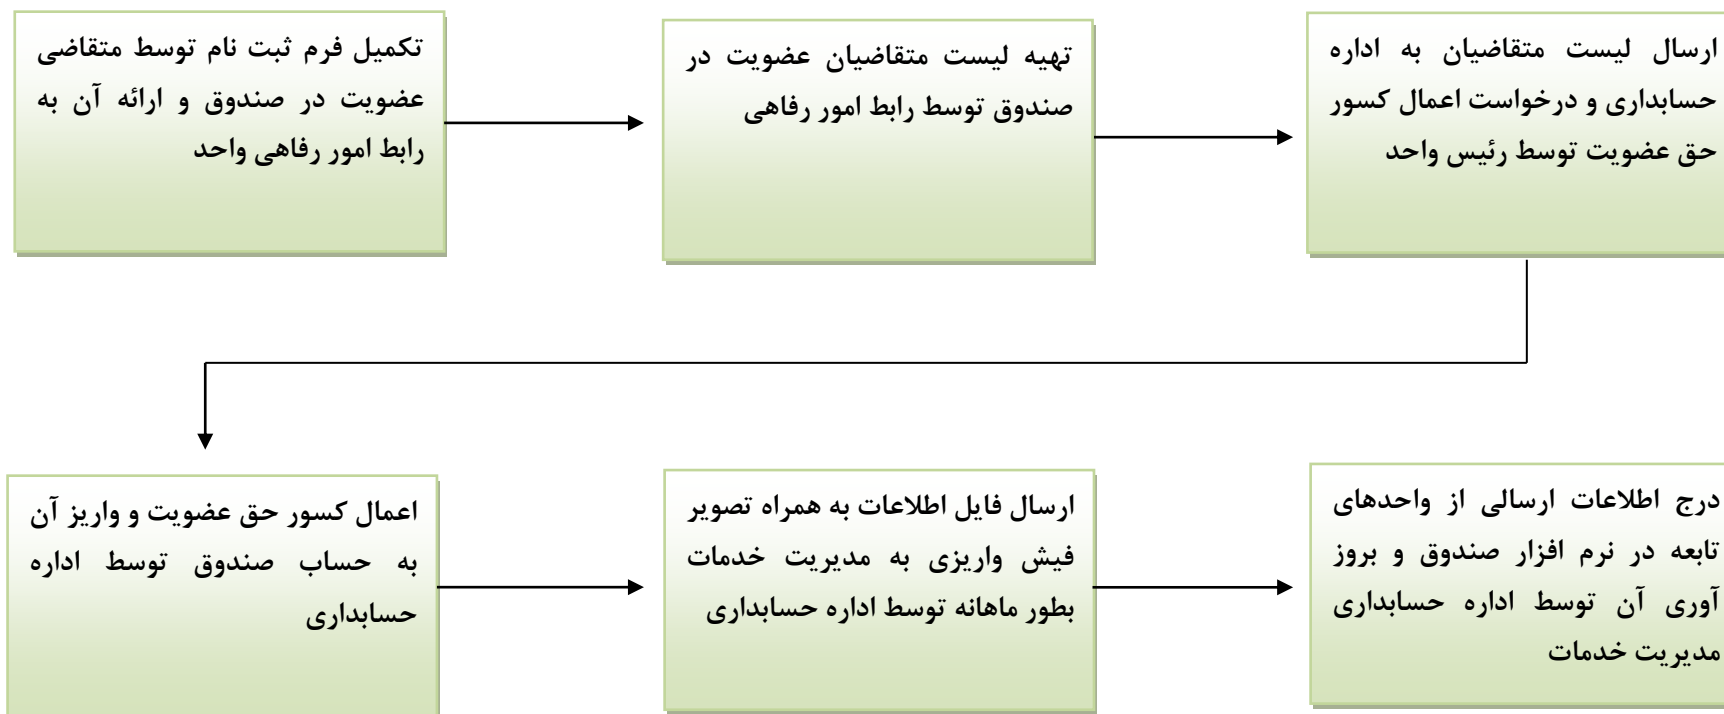 تکمیل فرم ثبت نام توسط متقاضی
عضویت در صندوق و ارائه آن به
رابط امور رفاهی واحد
تهیه لیست متقاضیان عضویت در
صندوق توسط رابط امور رفاهی
ارسال لیست متقاضیان به اداره
حسابداری و درخواست اعمال کسور
حق عضویت توسط رئیس واحد
اعمال کسور حق عضویت و واریز آن
به حساب صندوق توسط اداره
حسابداری
ارسال فایل اطلاعات به همراه تصویر
فیش واریزی به مدیریت خدمات
بطور ماهانه توسط اداره حسابداری
درج اطلاعات ارسالی از واحدهای
تابعه در نرم افزار صندوق و بروز
آوری آن توسط اداره حسابداری
مدیریت خدمات